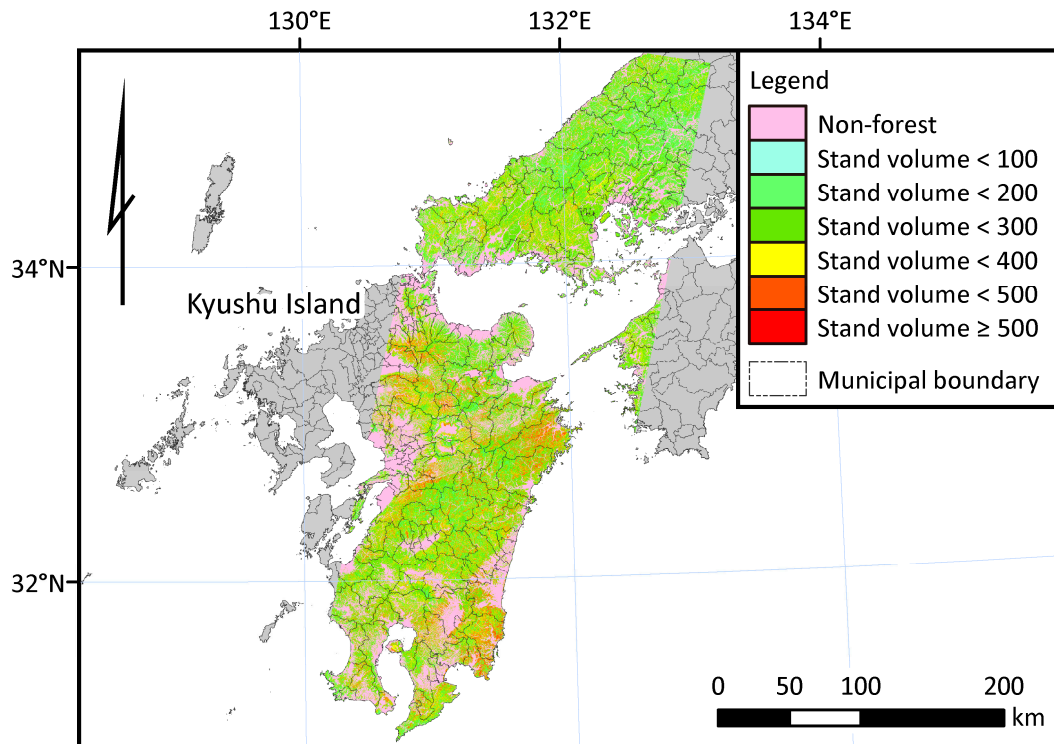 130°E 132°E 134°E
Legend
Non-forest
Stand volume < 100
Stand volume < 200
Stand volume < 300
Stand volume < 400
Stand volume < 500
Stand volume ≥ 500
Municipal boundary
34°N
Kyushu Island
32°N
0 50 100 200
km